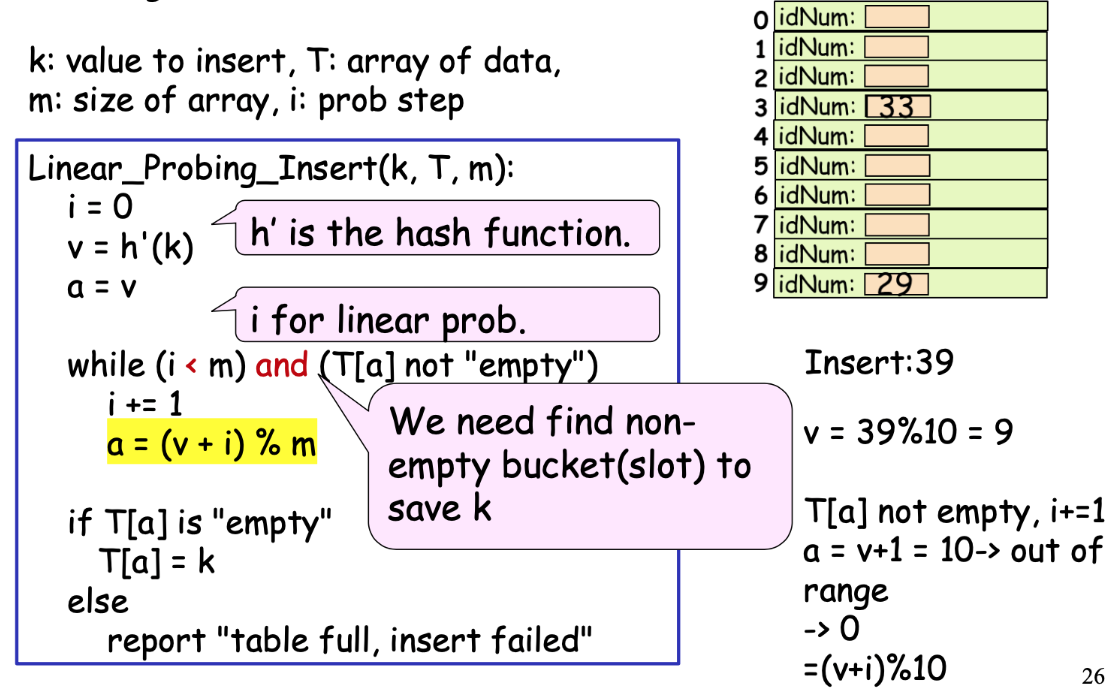 k: value to insert, T: array of data,
m: size of array, i: prob step
Linear_Probing_Insert(k, T, m):
i = 0
v = h'(k)
a = v
h' is the hash function.
i for linear prob.
while (i < m) and (T[a] not "empty")
i += 1
a = (v + i) % m
We need find non-
empty bucket(slot) to
save k
if T[a] is "empty"
T[a] = k
else
report "table full, insert failed"
0 idNum:
1 idNum:
2 idNum:
3 idNum: 33
4 idNum:
5 idNum:
6 idNum:
7 idNum:
8 idNum:
9 idNum: 29
Insert:39
v = 39%10 = 9
T[a] not empty, i+=1
a = v+1 = 10-> out of
range
-> 0
=(v+i)%10
26